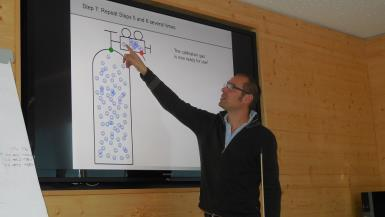 Step 7: Repeat Steps 5 and 6 several times.
The calibration gas
is now ready for use!